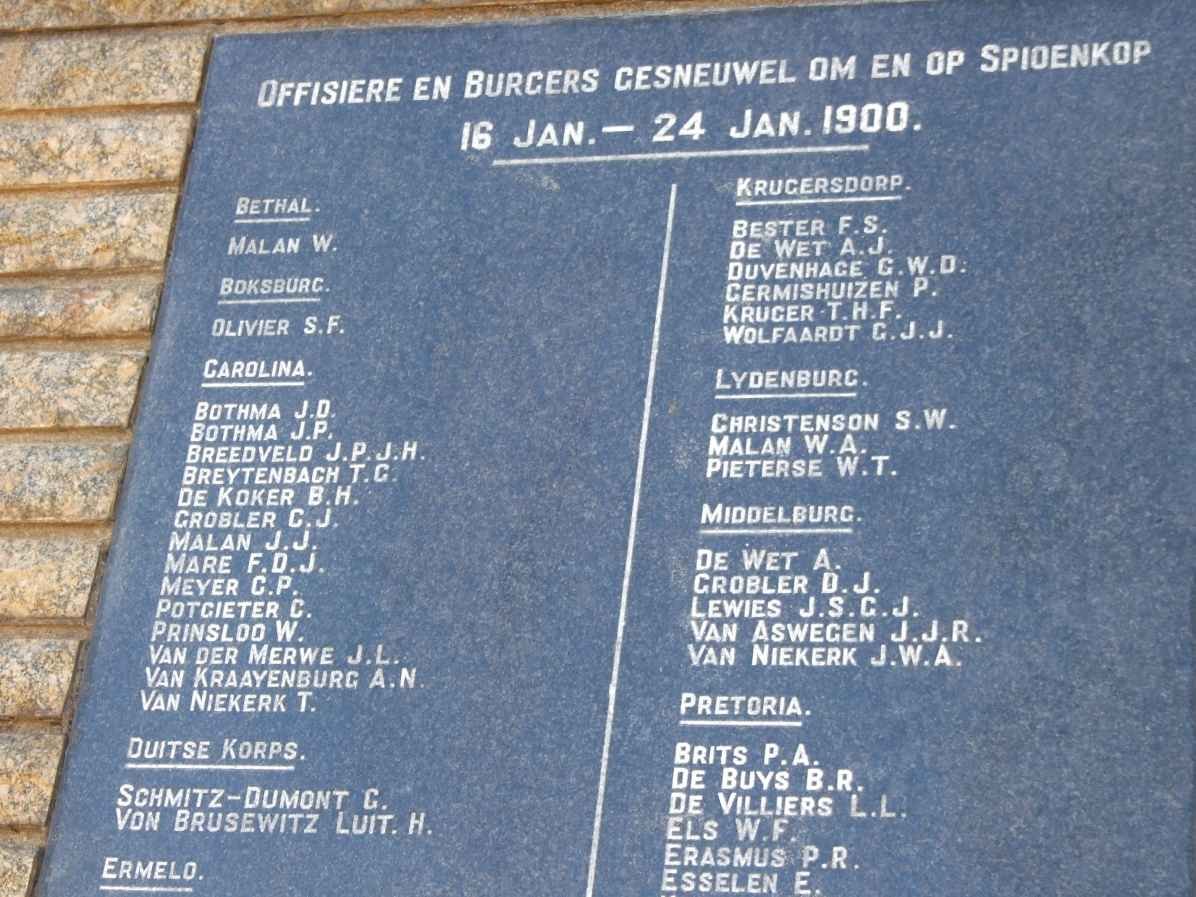 OFFISIERE EN BURGERS GESNEUWEL OM EN OP SPIOENKOP
16 JAN. – 24 JAN. 1900.
BETHAL.
MALAN W.
BOKSBURG.
OLIVIER S.F.
CAROLINA.
BOTHMA J.D.
BOTHMA J.P.
BREEDVELD J.P.J.H.
BREYTENBACH T.C.
DE KOKER B.H.
GROBLER C.J.
MALAN J.J.
MARE F.D.J.
MEYER C.P.
POTGIETER C.
PRINSLOO W.
VAN DER MERWE J.L.
VAN KRAAYENBURG A.N.
VAN NIEKERK T.
DUITSE KORPS.
SCHMITZ-DUMONT G.
VON BRUSEWITZ LUIT. H.
ERMELO.
KRUGERSDORP.
BESTER F.S.
DE WET A.J.
DUVENHAGE G.W.D.
GERMISHUIZEN P.
KRUGER T.H.F.
WOLFAARDT G.J.J.
LYDENBURG.
CHRISTENSON S.W.
MALAN W.A.
PIETERSE W.T.
MIDDELBURG.
DE WET A.
GROBLER D.J.
LEWIES J.S.G.J.
VAN ASWEGEN J.J.R.
VAN NIEKERK J.W.A.
PRETORIA.
BRITS P.A.
DE BUYS B.R.
DE VILLIERS L.L.
ELS W.F.
ERASMUS P.R.
ESSELEN E.